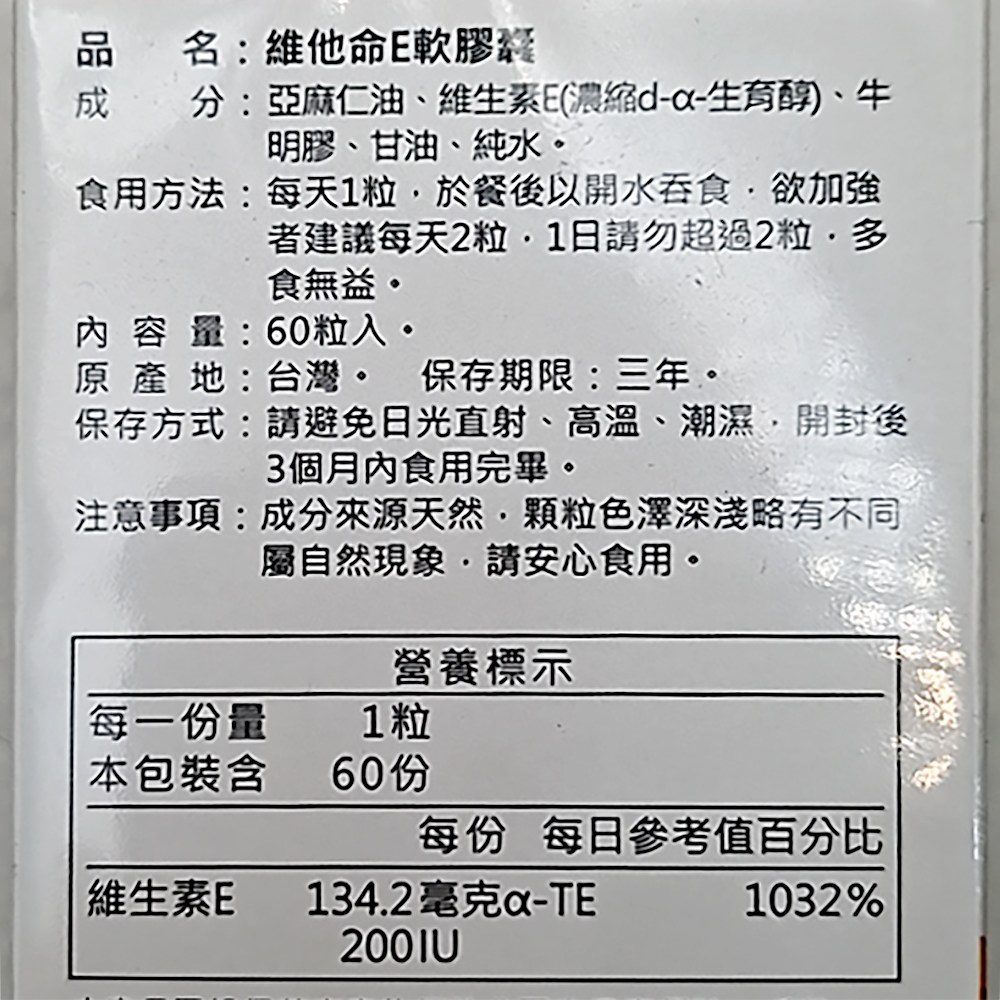 品 名：維他命E軟膠囊
成 分：亞麻仁油、維生素E(濃縮d-α-生育醇)、牛
明膠、甘油、純水。
食用方法：每天1粒，於餐後以開水吞食，欲加強
者建議每天2粒，1日請勿超過2粒，多
食無益。
內 容 量：60粒入。
原 產 地：台灣。 保存期限：三年。
保存方式：請避免日光直射、高溫、潮濕，開封後
3個月內食用完畢。
注意事項：成分來源天然，顆粒色澤深淺略有不同
屬自然現象，請安心食用。
營養標示
每一份量 1粒
本包裝含 60份
每份 每日參考值百分比
維生素E 134.2毫克α-TE 1032%
200IU